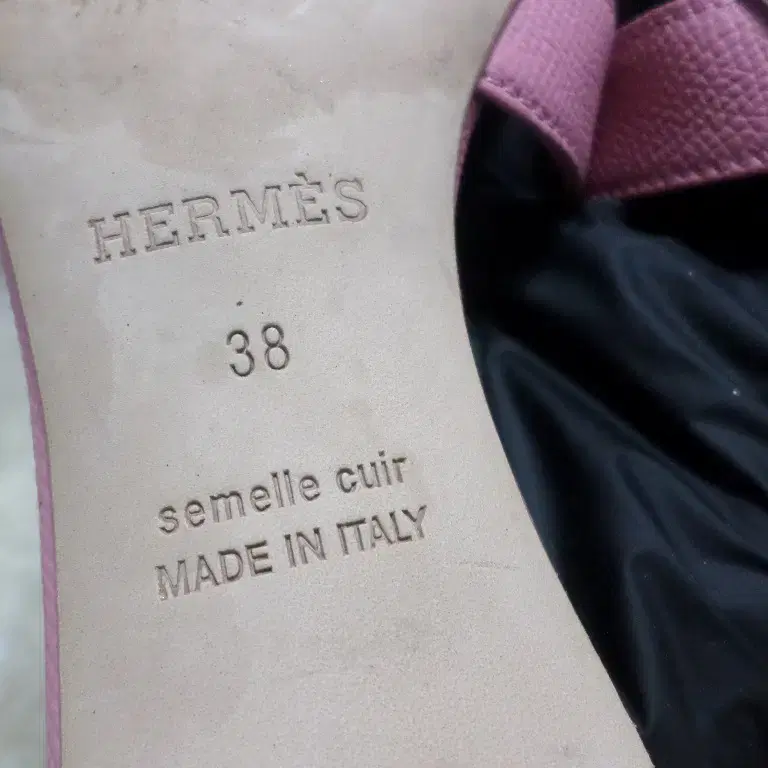 HERMÈS
38
semelle cuir
MADE IN ITALY